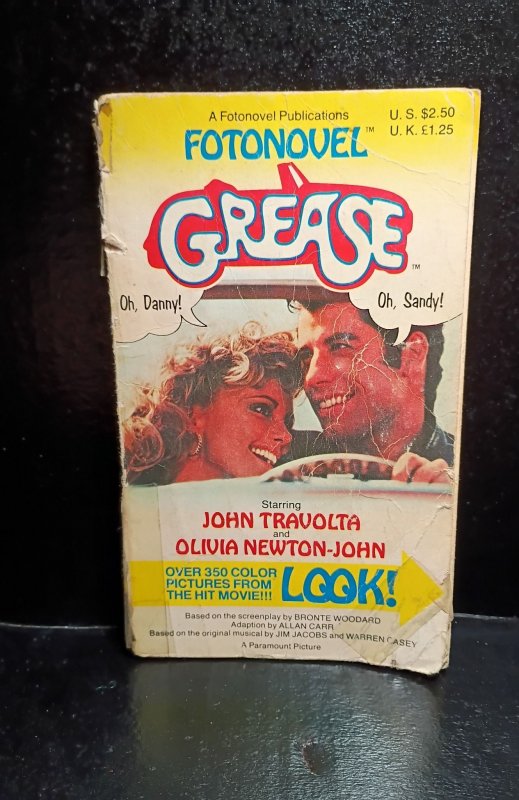 A Fotonovel Publications
U. S. $2.50
FOTONOVEL™
U. K. £1.25
GREASE™
Oh, Danny!
Oh, Sandy!
Starring
JOHN TRAVOLTA
and
OLIVIA NEWTON-JOHN
OVER 350 COLOR
PICTURES FROM
THE HIT MOVIE!!!
LOOK!
Based on the screenplay by BRONTE WOODARD
Adaption by ALLAN CARR
Based on the original musical by JIM JACOBS and WARREN CASEY
A Paramount Picture